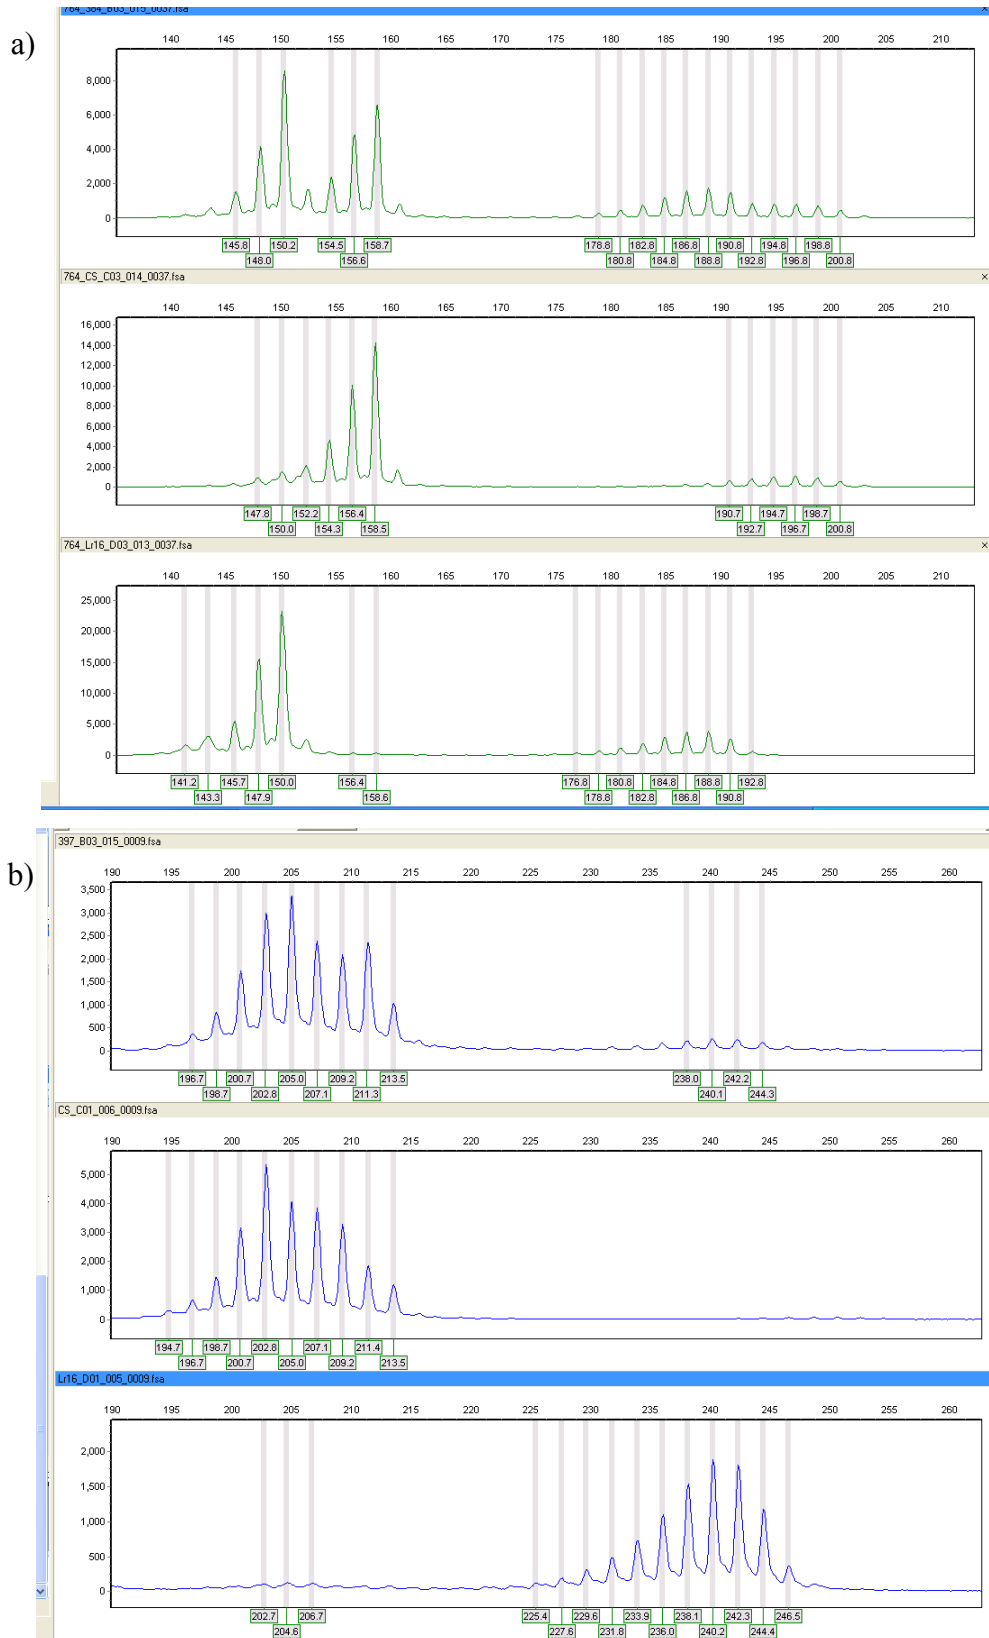 764_384_B03_015_0037.fsa
a)
140 145 150 155 160 165 170 175 180 185 190 195 200 205 210
8,000
6,000
4,000
2,000
0
145.8 150.2 154.5 158.7 178.8 182.8 186.8 190.8 194.8 198.8
148.0 156.6 180.8 184.8 188.8 192.8 196.8 200.8
764_CS_C03_014_0037.fsa
140 145 150 155 160 165 170 175 180 185 190 195 200 205 210
16,000
14,000
12,000
10,000
8,000
6,000
4,000
2,000
0
147.8 152.2 156.4 190.7 194.7 198.7
150.0 154.3 158.5 192.7 196.7 200.8
764_Lr16_D03_013_0037.fsa
140 145 150 155 160 165 170 175 180 185 190 195 200 205 210
25,000
20,000
15,000
10,000
5,000
0
141.2 145.7 150.0 156.4 176.8 180.8 184.8 188.8 192.8
143.3 147.9 158.6 178.8 182.8 186.8 190.8
397_B03_015_0009.fsa
b)
190 195 200 205 210 215 220 225 230 235 240 245 250 255 260
3,500
3,000
2,500
2,000
1,500
1,000
500
0
196.7 200.7 205.0 209.2 213.5 238.0 242.2
198.7 202.8 207.1 211.3 240.1 244.3
CS_C01_006_0009.fsa
190 195 200 205 210 215 220 225 230 235 240 245 250 255 260
5,000
4,000
3,000
2,000
1,000
0
194.7 198.7 202.8 207.1 211.4
196.7 200.7 205.0 209.2 213.5
Lr16_D01_005_0009.fsa
190 195 200 205 210 215 220 225 230 235 240 245 250 255 260
2,000
1,500
1,000
500
0
202.7 206.7 225.4 229.6 233.9 238.1 242.3 246.5
204.6 227.6 231.8 236.0 240.2 244.4